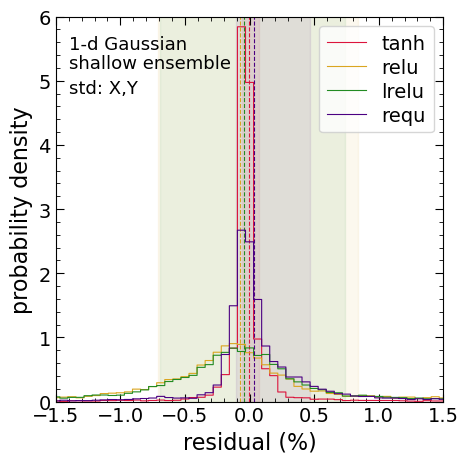 1-d Gaussian
shallow ensemble
std: X,Y
tanh
relu
lrelu
requ
probability density
6
5
4
3
2
1
0
−1.5 −1.0 −0.5 0.0 0.5 1.0 1.5
residual (%)